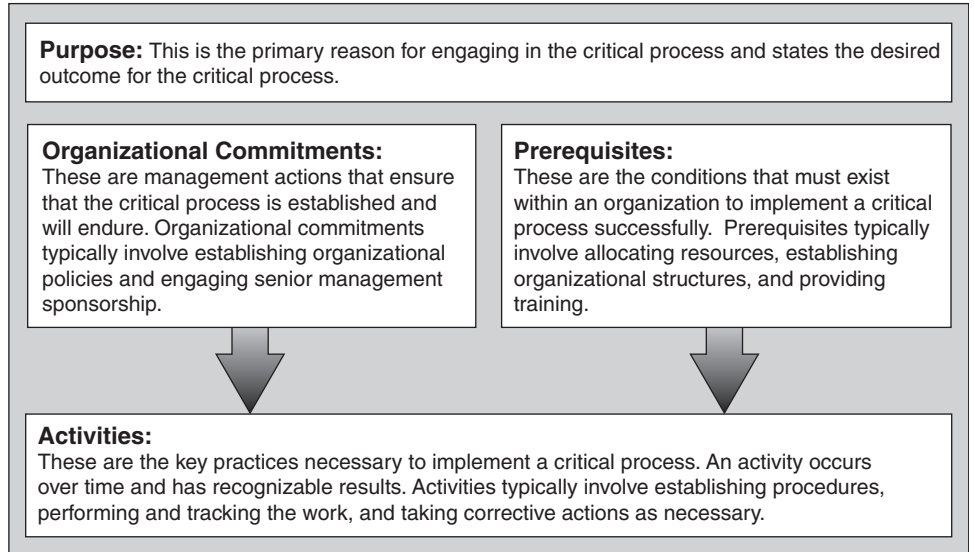 Purpose: This is the primary reason for engaging in the critical process and states the desired
outcome for the critical process.
Organizational Commitments:
These are management actions that ensure
that the critical process is established and
will endure. Organizational commitments
typically involve establishing organizational
policies and engaging senior management
sponsorship.
Prerequisites:
These are the conditions that must exist
within an organization to implement a critical
process successfully.  Prerequisites typically
involve allocating resources, establishing
organizational structures, and providing
training.
Activities:
These are the key practices necessary to implement a critical process. An activity occurs
over time and has recognizable results. Activities typically involve establishing procedures,
performing and tracking the work, and taking corrective actions as necessary.